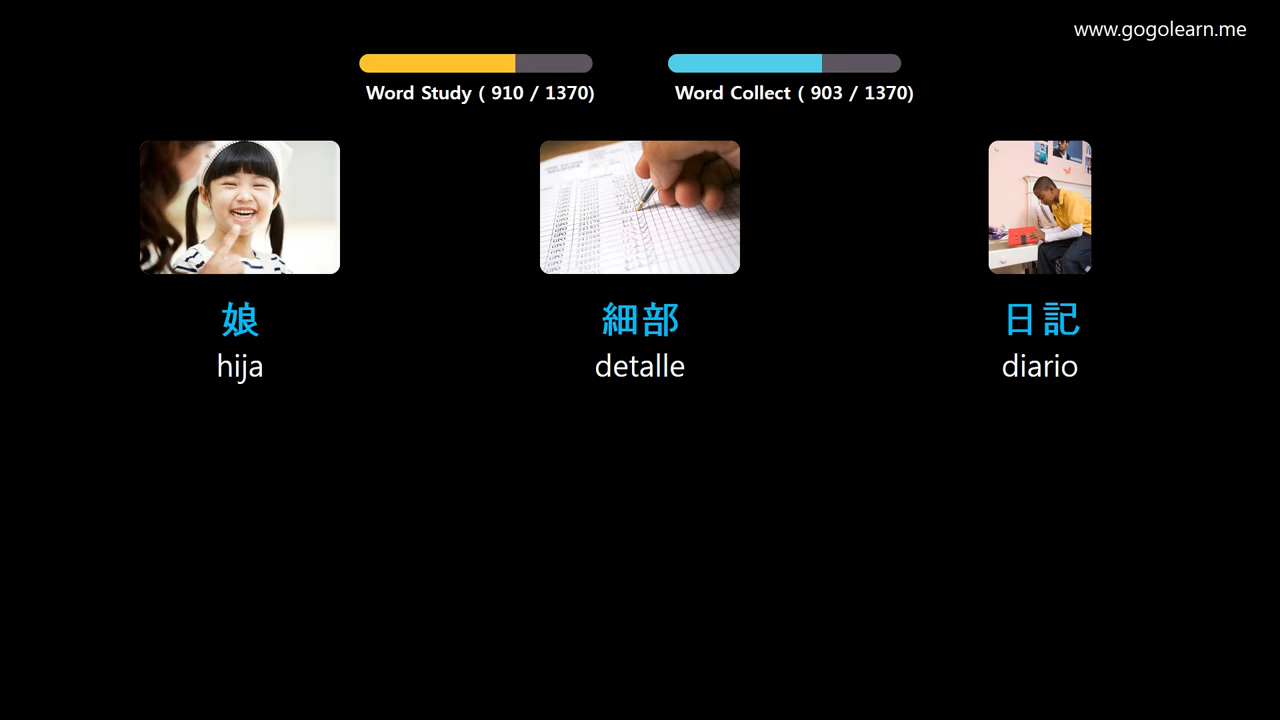 www.gogolearn.me
Word Study ( 910 / 1370)
Word Collect ( 903 / 1370)
娘
hija
細部
detalle
日記
diario